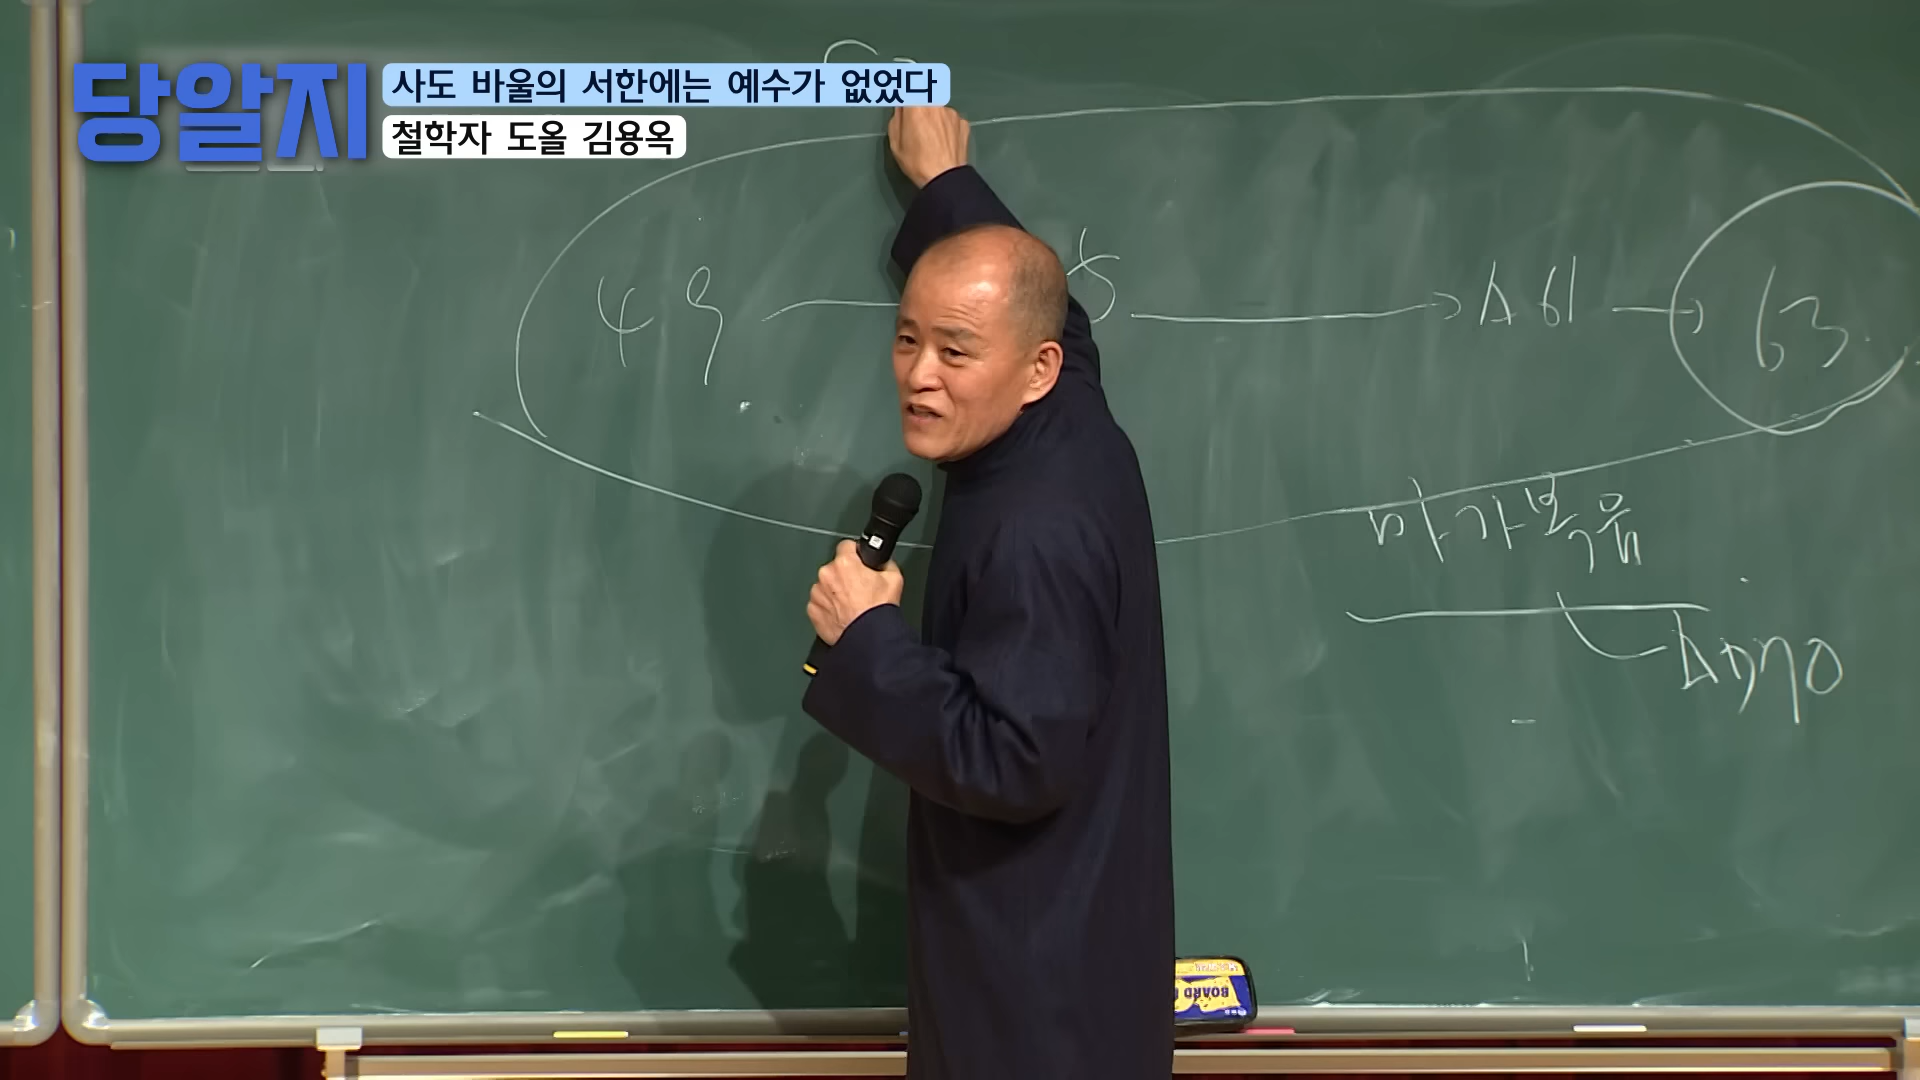 당알지
사도 바울의 서한에는 예수가 없었다
철학자 도올 김용옥
49
AD 61
63
마가복음
AD 70
BOARD